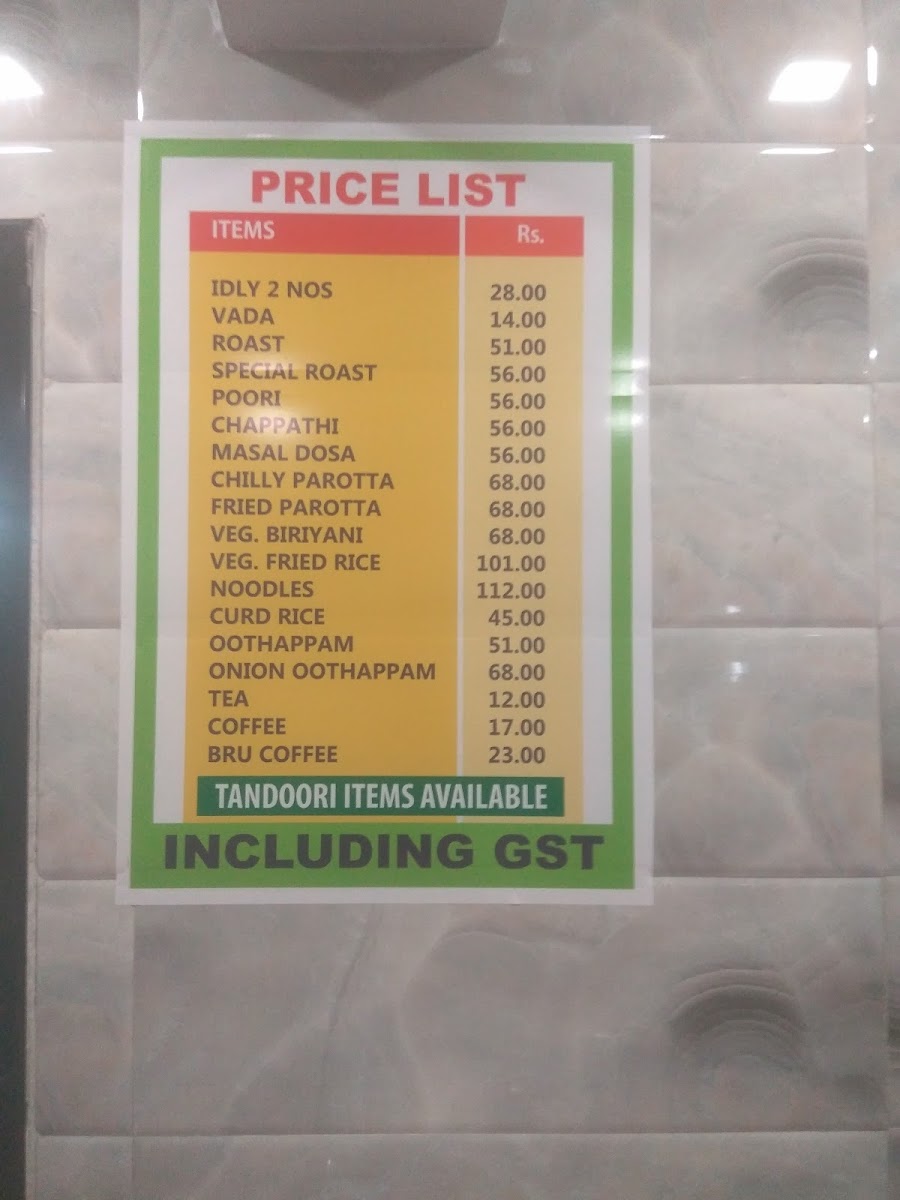 PRICE LIST
ITEMS Rs.
IDLY 2 NOS 28.00
VADA 14.00
ROAST 51.00
SPECIAL ROAST 56.00
POORI 56.00
CHAPPATHI 56.00
MASAL DOSA 56.00
CHILLY PAROTTA 68.00
FRIED PAROTTA 68.00
VEG. BIRIYANI 68.00
VEG. FRIED RICE 101.00
NOODLES 112.00
CURD RICE 45.00
OOTHAPPAM 51.00
ONION OOTHAPPAM 68.00
TEA 12.00
COFFEE 17.00
BRU COFFEE 23.00
TANDOORI ITEMS AVAILABLE
INCLUDING GST